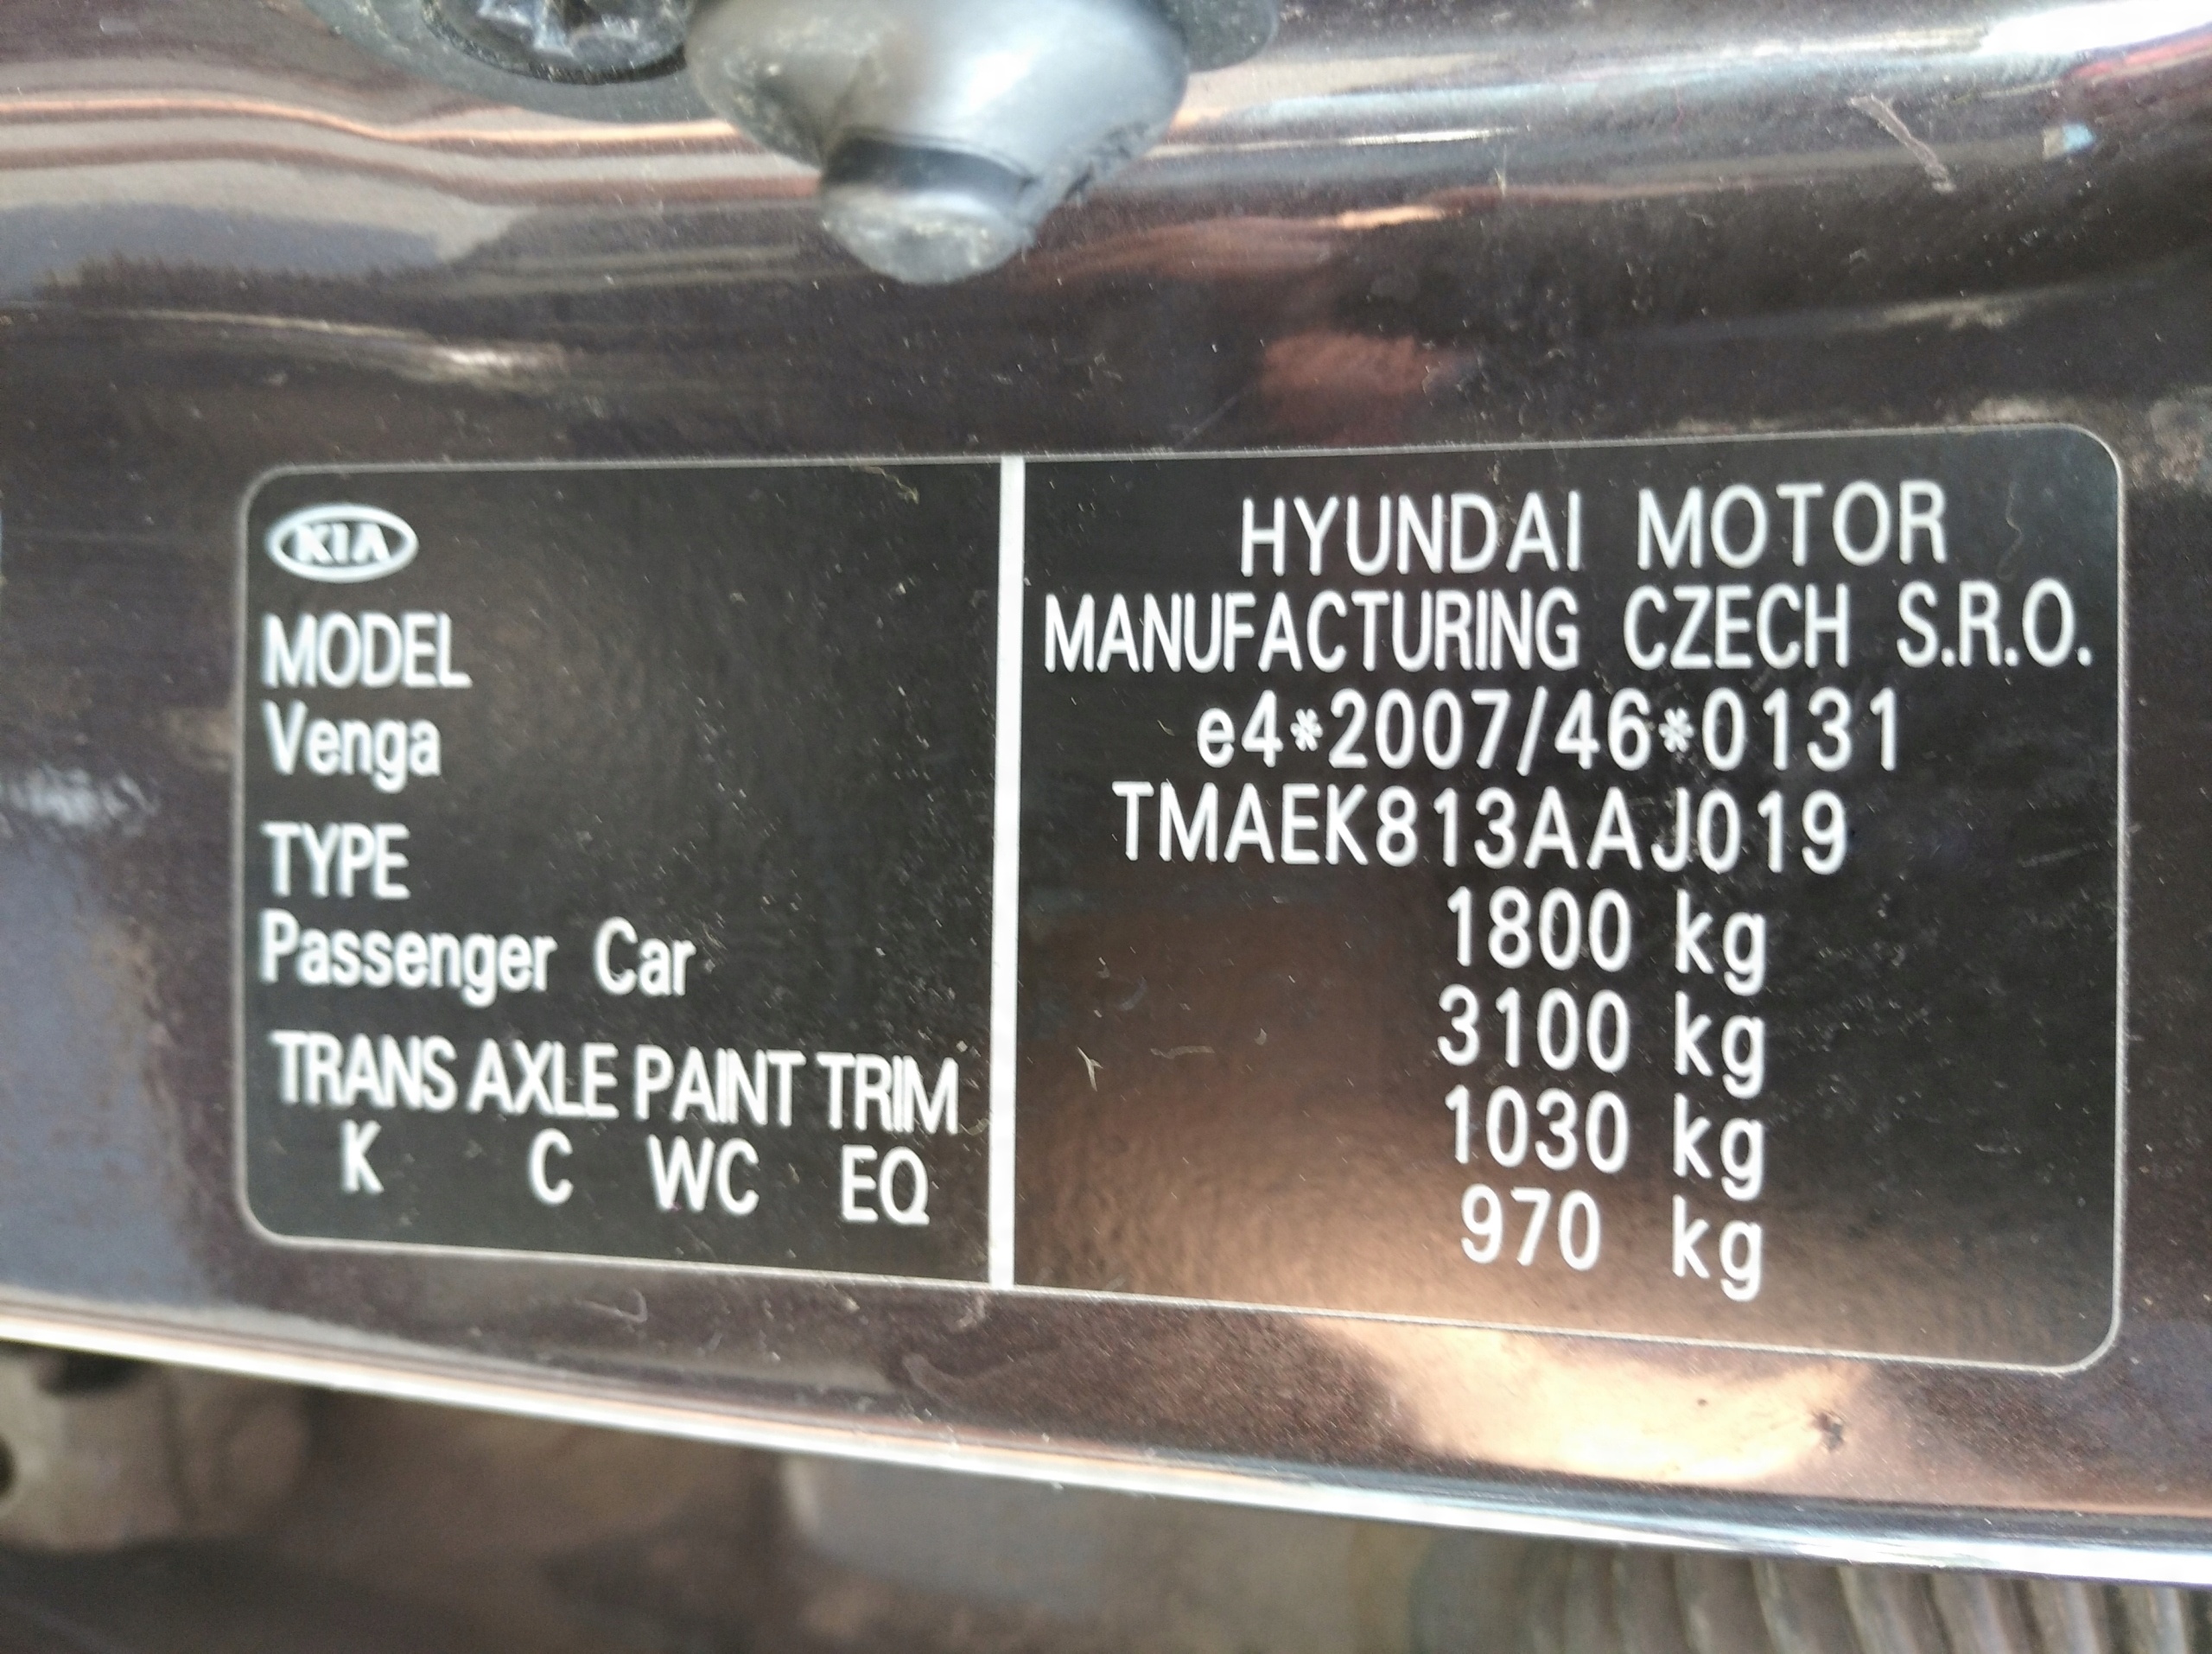 KIA
MODEL
Venga
TYPE
Passenger Car
TRANS AXLE PAINT TRIM
K C WC EQ
HYUNDAI MOTOR
MANUFACTURING CZECH S.R.O.
e4*2007/46*0131
TMAEK813AAJ019
1800 kg
3100 kg
1030 kg
970 kg